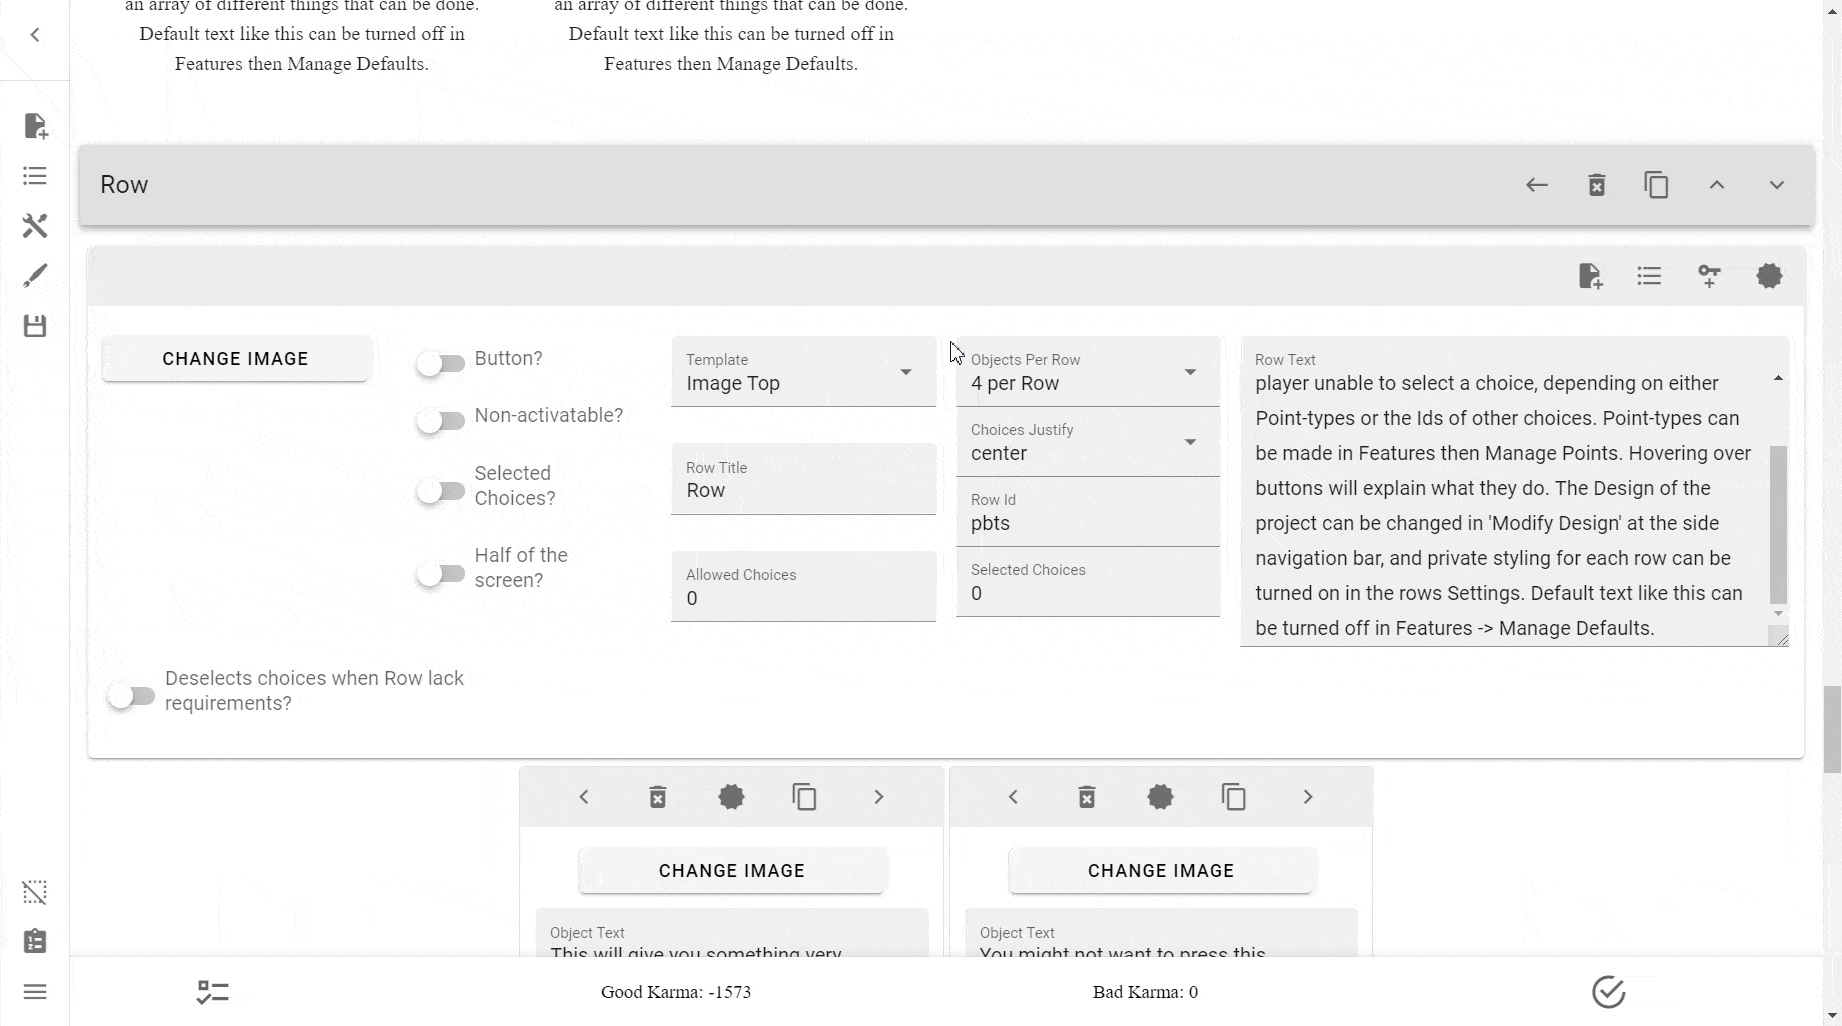 an array of different things that can be done.
Default text like this can be turned off in
Features then Manage Defaults.
an array of different things that can be done.
Default text like this can be turned off in
Features then Manage Defaults.
Row
CHANGE IMAGE
Button?
Non-activatable?
Selected
Choices?
Half of the
screen?
Deselects choices when Row lack
requirements?
Template
Image Top
Row Title
Row
Allowed Choices
0
Objects Per Row
4 per Row
Choices Justify
center
Row Id
pbts
Selected Choices
0
Row Text
player unable to select a choice, depending on either
Point-types or the Ids of other choices. Point-types can
be made in Features then Manage Points. Hovering over
buttons will explain what they do. The Design of the
project can be changed in 'Modify Design' at the side
navigation bar, and private styling for each row can be
turned on in the rows Settings. Default text like this can
be turned off in Features -> Manage Defaults.
CHANGE IMAGE
Object Text
This will give you something very
CHANGE IMAGE
Object Text
You might not want to press this
Good Karma: -1573
Bad Karma: 0